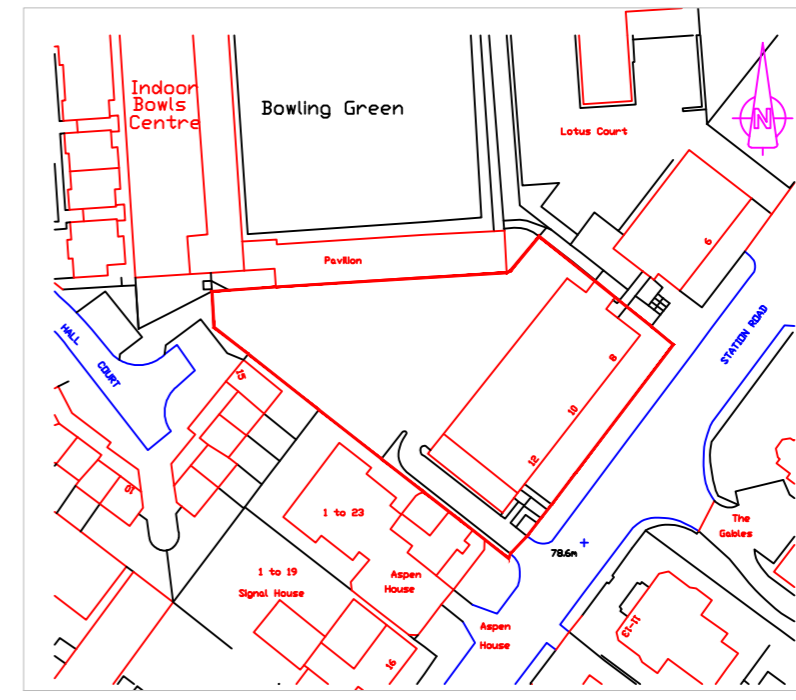 Indoor
Bowls
Centre
Bowling Green
N
Lotus Court
6
Pavilion
HALL
COURT
STATION ROAD
15
8
10
12
10
1 to 23
The
Gables
78.6m
1 to 19
Signal House
Aspen
House
Aspen
House
11-13
16